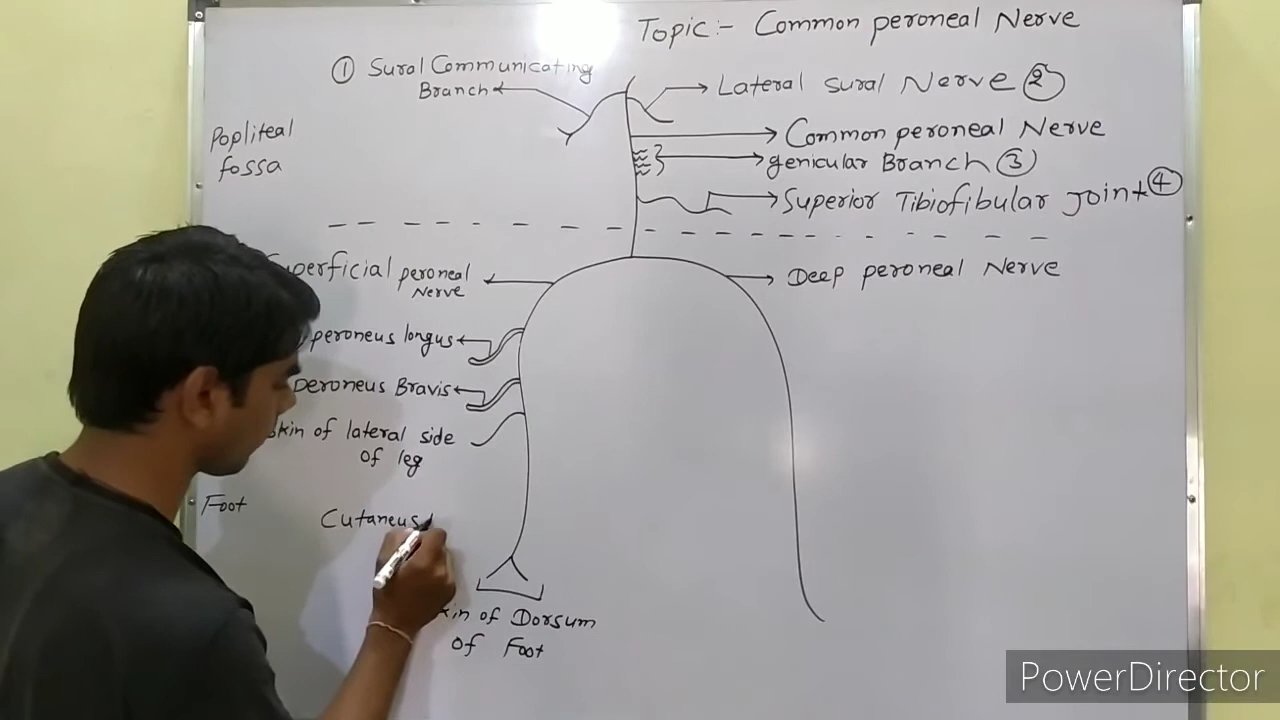 Topic:- Common peroneal Nerve
① Sural Communicating
Branch
Lateral sural Nerve ②
Popliteal
fossa
Common peroneal Nerve
genicular Branch ③
Superior Tibiofibular joint ④
peroneal
Nerve
Deep peroneal Nerve
peroneus longus
peroneus Bravis
of lateral side
of leg
Foot
Cutaneus
of Dorsum
of Foot
PowerDirector